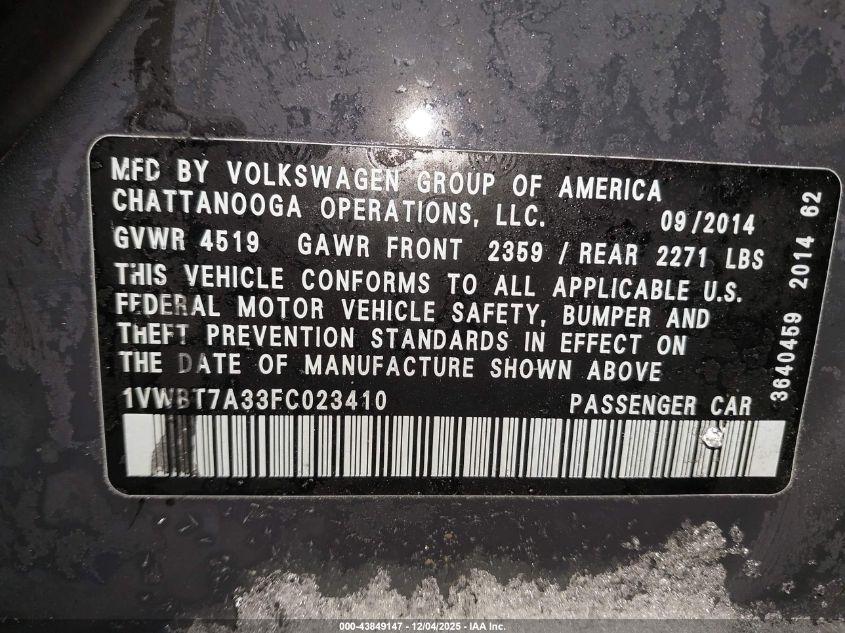 MFD BY VOLKSWAGEN GROUP OF AMERICA
CHATTANOOGA OPERATIONS, LLC. 09/2014
GVWR 4519 GAWR FRONT 2359 / REAR 2271 LBS
THIS VEHICLE CONFORMS TO ALL APPLICABLE U.S.
FEDERAL MOTOR VEHICLE SAFETY, BUMPER AND
THEFT PREVENTION STANDARDS IN EFFECT ON
THE DATE OF MANUFACTURE SHOWN ABOVE
1VWBT7A33FC023410 PASSENGER CAR
3640459 2014 62
000-43849147 - 12/04/2025 - IAA Inc.